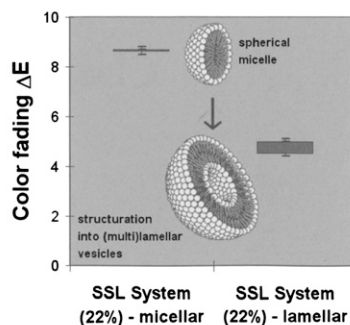 Color fading ΔE
10
8
6
4
2
0
spherical
micelle
structuration
into (multi)lamellar
vesicles
SSL System
(22%) - micellar
SSL System
(22%) - lamellar